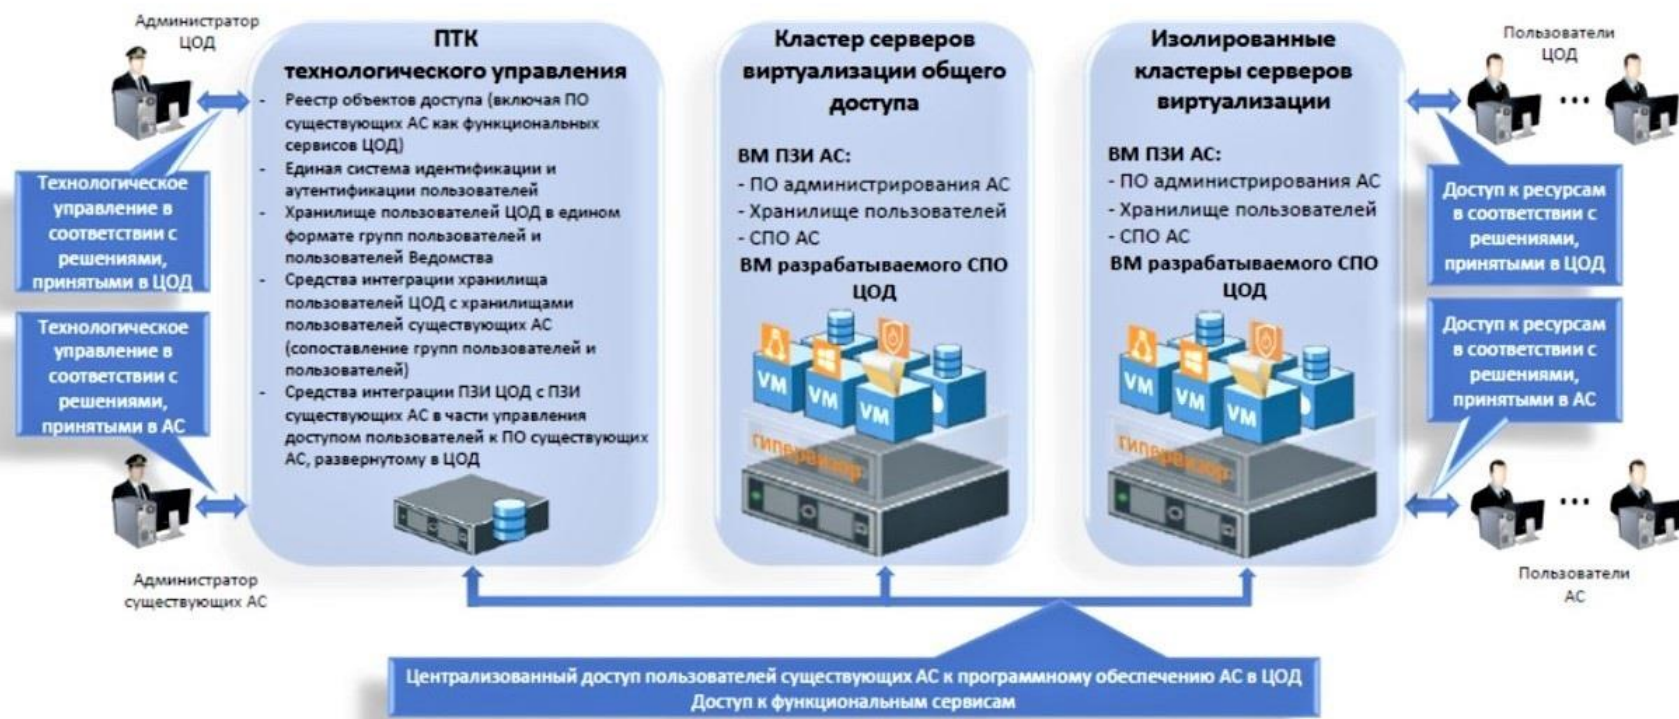 Администратор
ЦОД
Технологическое
управление в
соответствии с
решениями,
принятыми в ЦОД
Технологическое
управление в
соответствии с
решениями,
принятыми в АС
Администратор
существующих АС
ПТК
технологического управления
- Реестр объектов доступа (включая ПО
существующих АС как функциональных
сервисов ЦОД)
- Единая система идентификации и
аутентификации пользователей
- Хранилище пользователей ЦОД в едином
формате групп пользователей и
пользователей Ведомства
- Средства интеграции хранилища
пользователей ЦОД с хранилищами
пользователей существующих АС
(сопоставление групп пользователей и
пользователей)
- Средства интеграции ПЗИ ЦОД с ПЗИ
существующих АС в части управления
доступом пользователей к ПО существующих
АС, развернутому в ЦОД
Кластер серверов
виртуализации общего
доступа
ВМ ПЗИ АС:
- ПО администрирования АС
- Хранилище пользователей
- СПО АС
ВМ разрабатываемого СПО
ЦОД
VM
VM
VM
гипервизор
Изолированные
кластеры серверов
виртуализации
ВМ ПЗИ АС:
- ПО администрирования АС
- Хранилище пользователей
- СПО АС
ВМ разрабатываемого СПО
ЦОД
VM
VM
VM
гипервизор
Пользователи
ЦОД
...
Доступ к ресурсам
в соответствии с
решениями,
принятыми в ЦОД
Доступ к ресурсам
в соответствии с
решениями,
принятыми в АС
...
Пользователи
АС
Централизованный доступ пользователей существующих АС к программному обеспечению АС в ЦОД
Доступ к функциональным сервисам